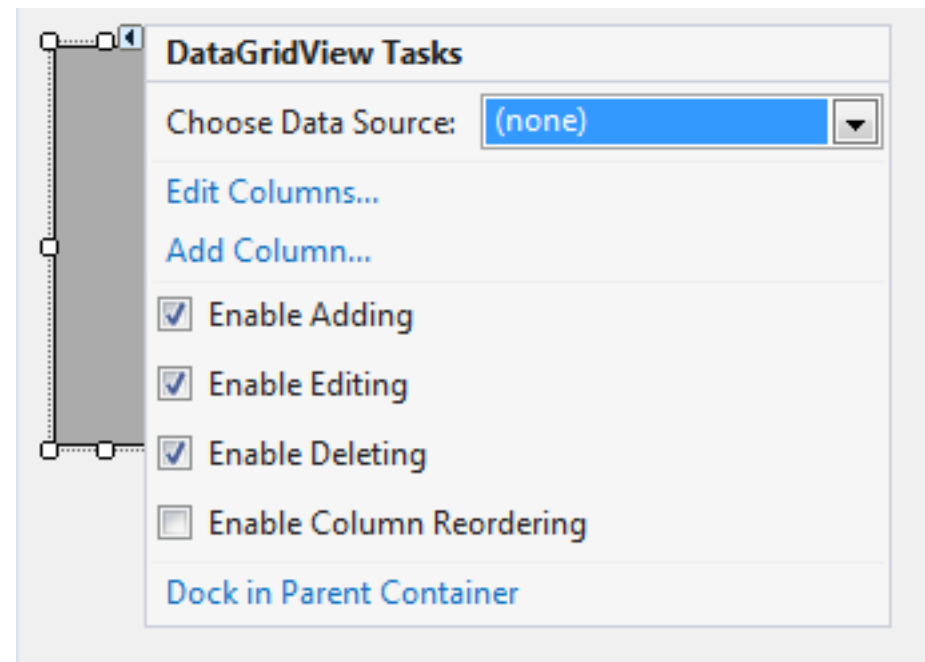 DataGridView Tasks
Choose Data Source: (none)
Edit Columns...
Add Column...
Enable Adding
Enable Editing
Enable Deleting
Enable Column Reordering
Dock in Parent Container